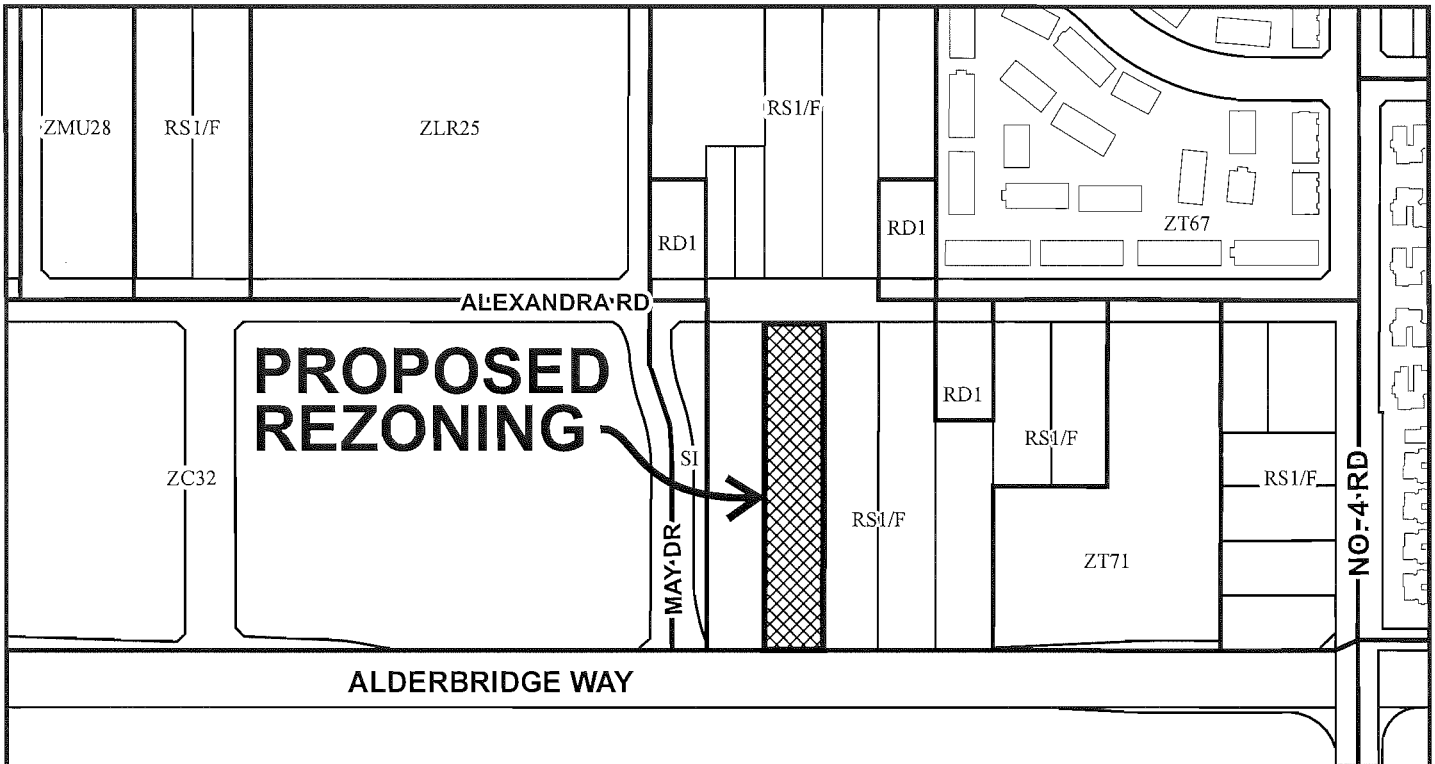 ZMU28
RS1/F
ZLR25
RS1/F
RD1
RD1
ZT67
ALEXANDRA RD
PROPOSED
REZONING
ZC32
SI
MAY DR
RS1/F
RD1
RS1/F
ZT71
RS1/F
NO. 4 RD
ALDERBRIDGE WAY